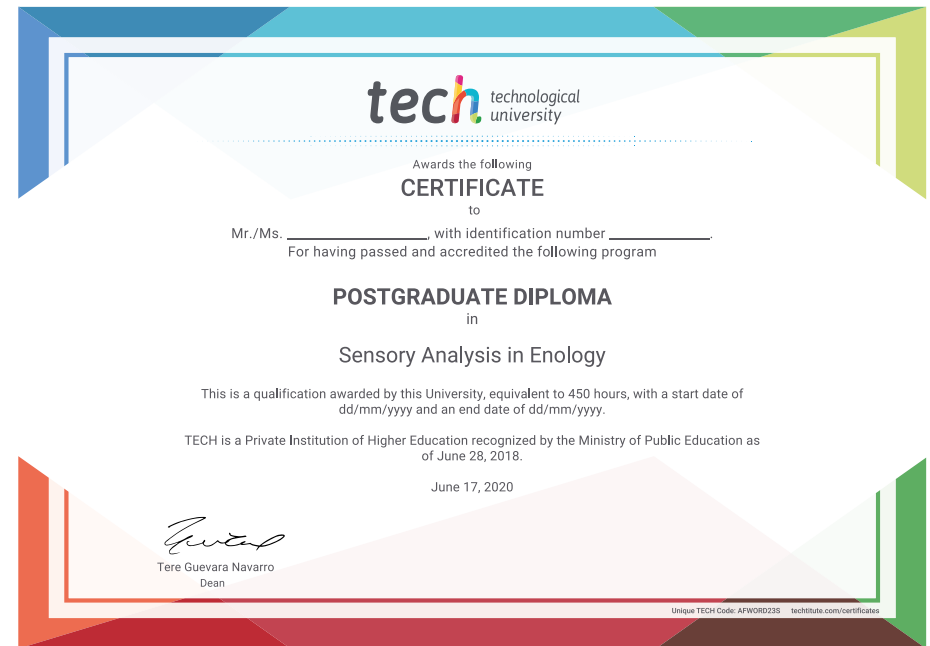 tech technological
university
Awards the following
CERTIFICATE
to
Mr./Ms. ____________________, with identification number ______________.
For having passed and accredited the following program
POSTGRADUATE DIPLOMA
in
Sensory Analysis in Enology
This is a qualification awarded by this University, equivalent to 450 hours, with a start date of
dd/mm/yyyy and an end date of dd/mm/yyyy.
TECH is a Private Institution of Higher Education recognized by the Ministry of Public Education as
of June 28, 2018.
June 17, 2020
Tere Guevara Navarro
Dean
Unique TECH Code: AFWORD23S techtitute.com/certificates